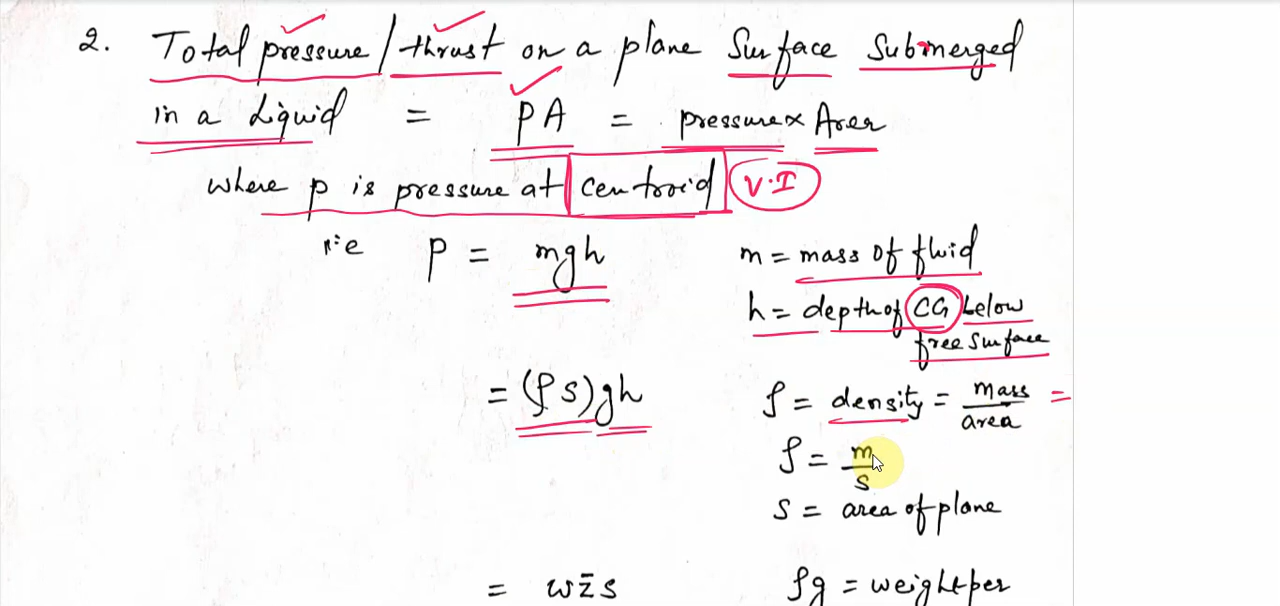 2. Total pressure/thrust on a plane Surface Submerged
in a Liquid = PA = pressure × Area
where p is pressure at centroid V.I
i.e P = mgh
m = mass of fluid
h = depth of CG below
free surface
= (ρs)gh
ρ = density = mass/area =
ρ = m/s
s = area of plane
= wz̄s
ρg = weight per